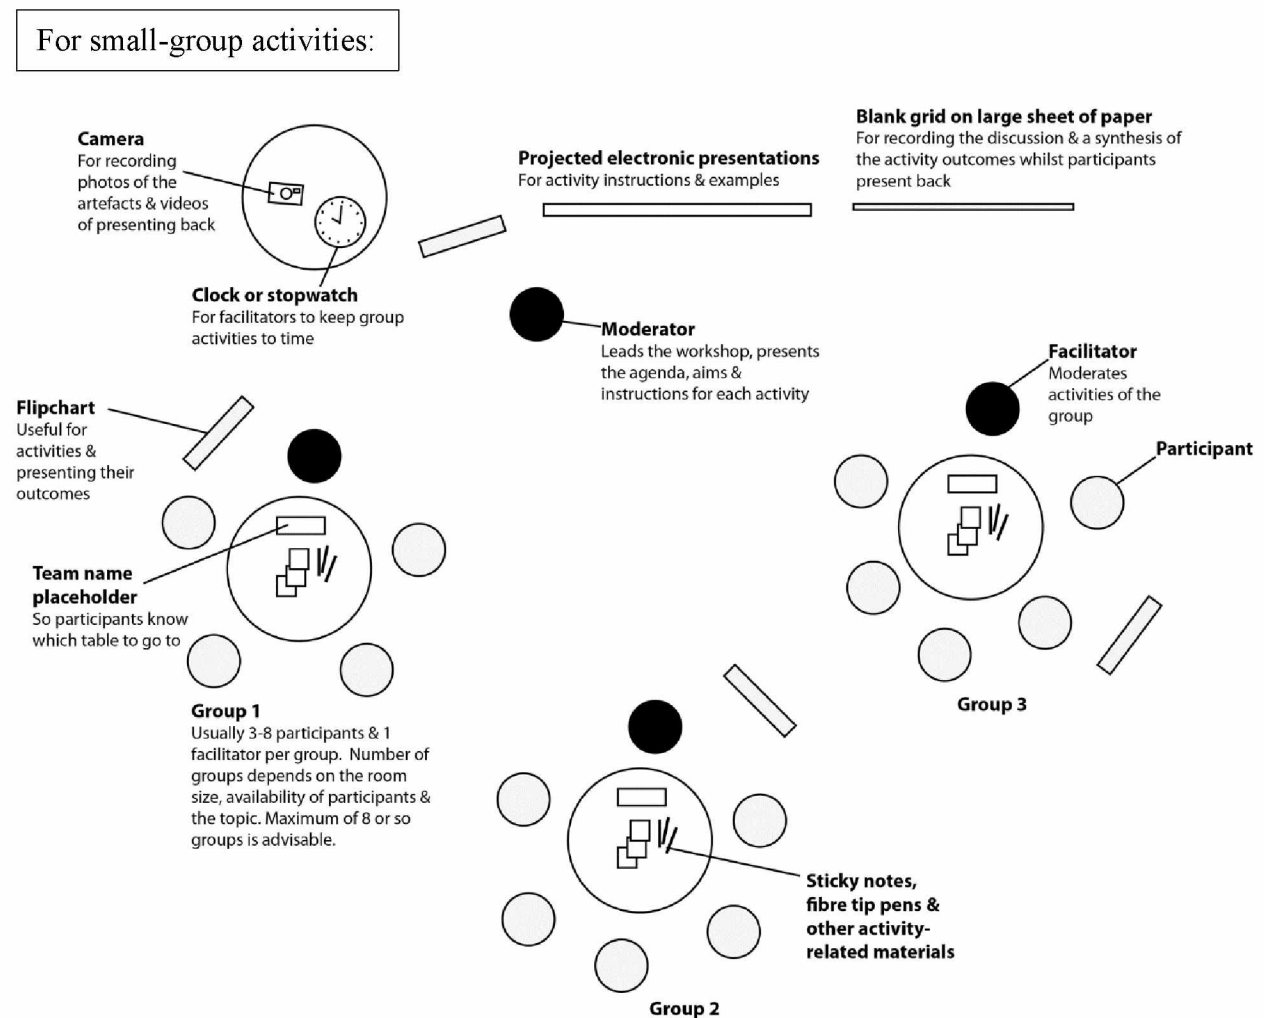 For small-group activities:
Camera
For recording
photos of the
artefacts & videos
of presenting back
Clock or stopwatch
For facilitators to keep group
activities to time
Projected electronic presentations
For activity instructions & examples
Blank grid on large sheet of paper
For recording the discussion & a synthesis of
the activity outcomes whilst participants
present back
Moderator
Leads the workshop, presents
the agenda, aims &
instructions for each activity
Facilitator
Moderates
activities of the
group
Participant
Flipchart
Useful for
activities &
presenting their
outcomes
Team name
placeholder
So participants know
which table to go to
Group 1
Usually 3-8 participants & 1
facilitator per group. Number of
groups depends on the room
size, availability of participants &
the topic. Maximum of 8 or so
groups is advisable.
Group 3
Sticky notes,
fibre tip pens &
other activity-
related materials
Group 2